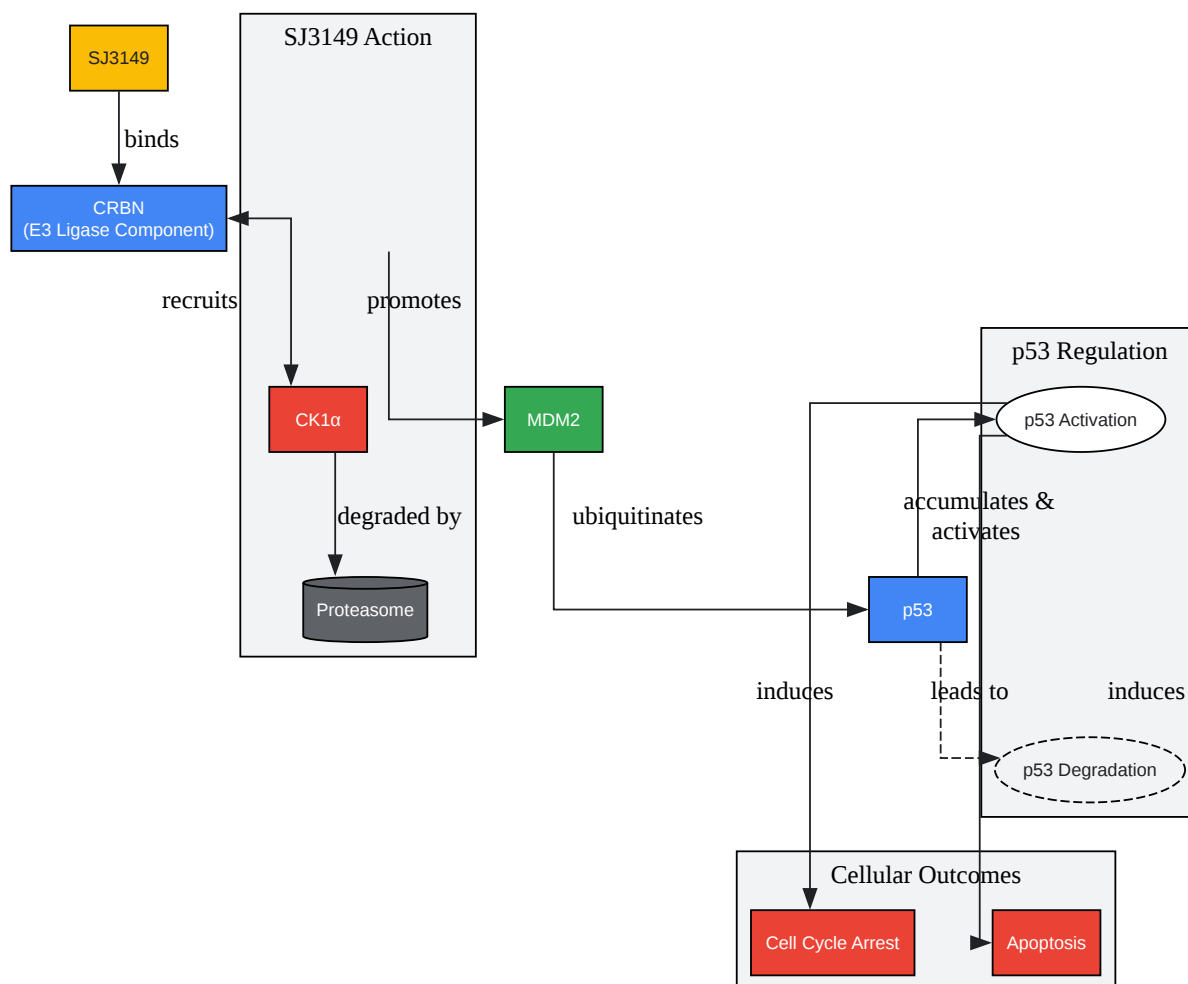 SJ3149 Action
SJ3149
binds
CRBN
(E3 Ligase Component)
recruits
promotes
p53 Regulation
CK1α
MDM2
p53 Activation
degraded by
ubiquitinates
accumulates &
activates
Proteasome
p53
induces
leads to
induces
p53 Degradation
Cellular Outcomes
Cell Cycle Arrest
Apoptosis